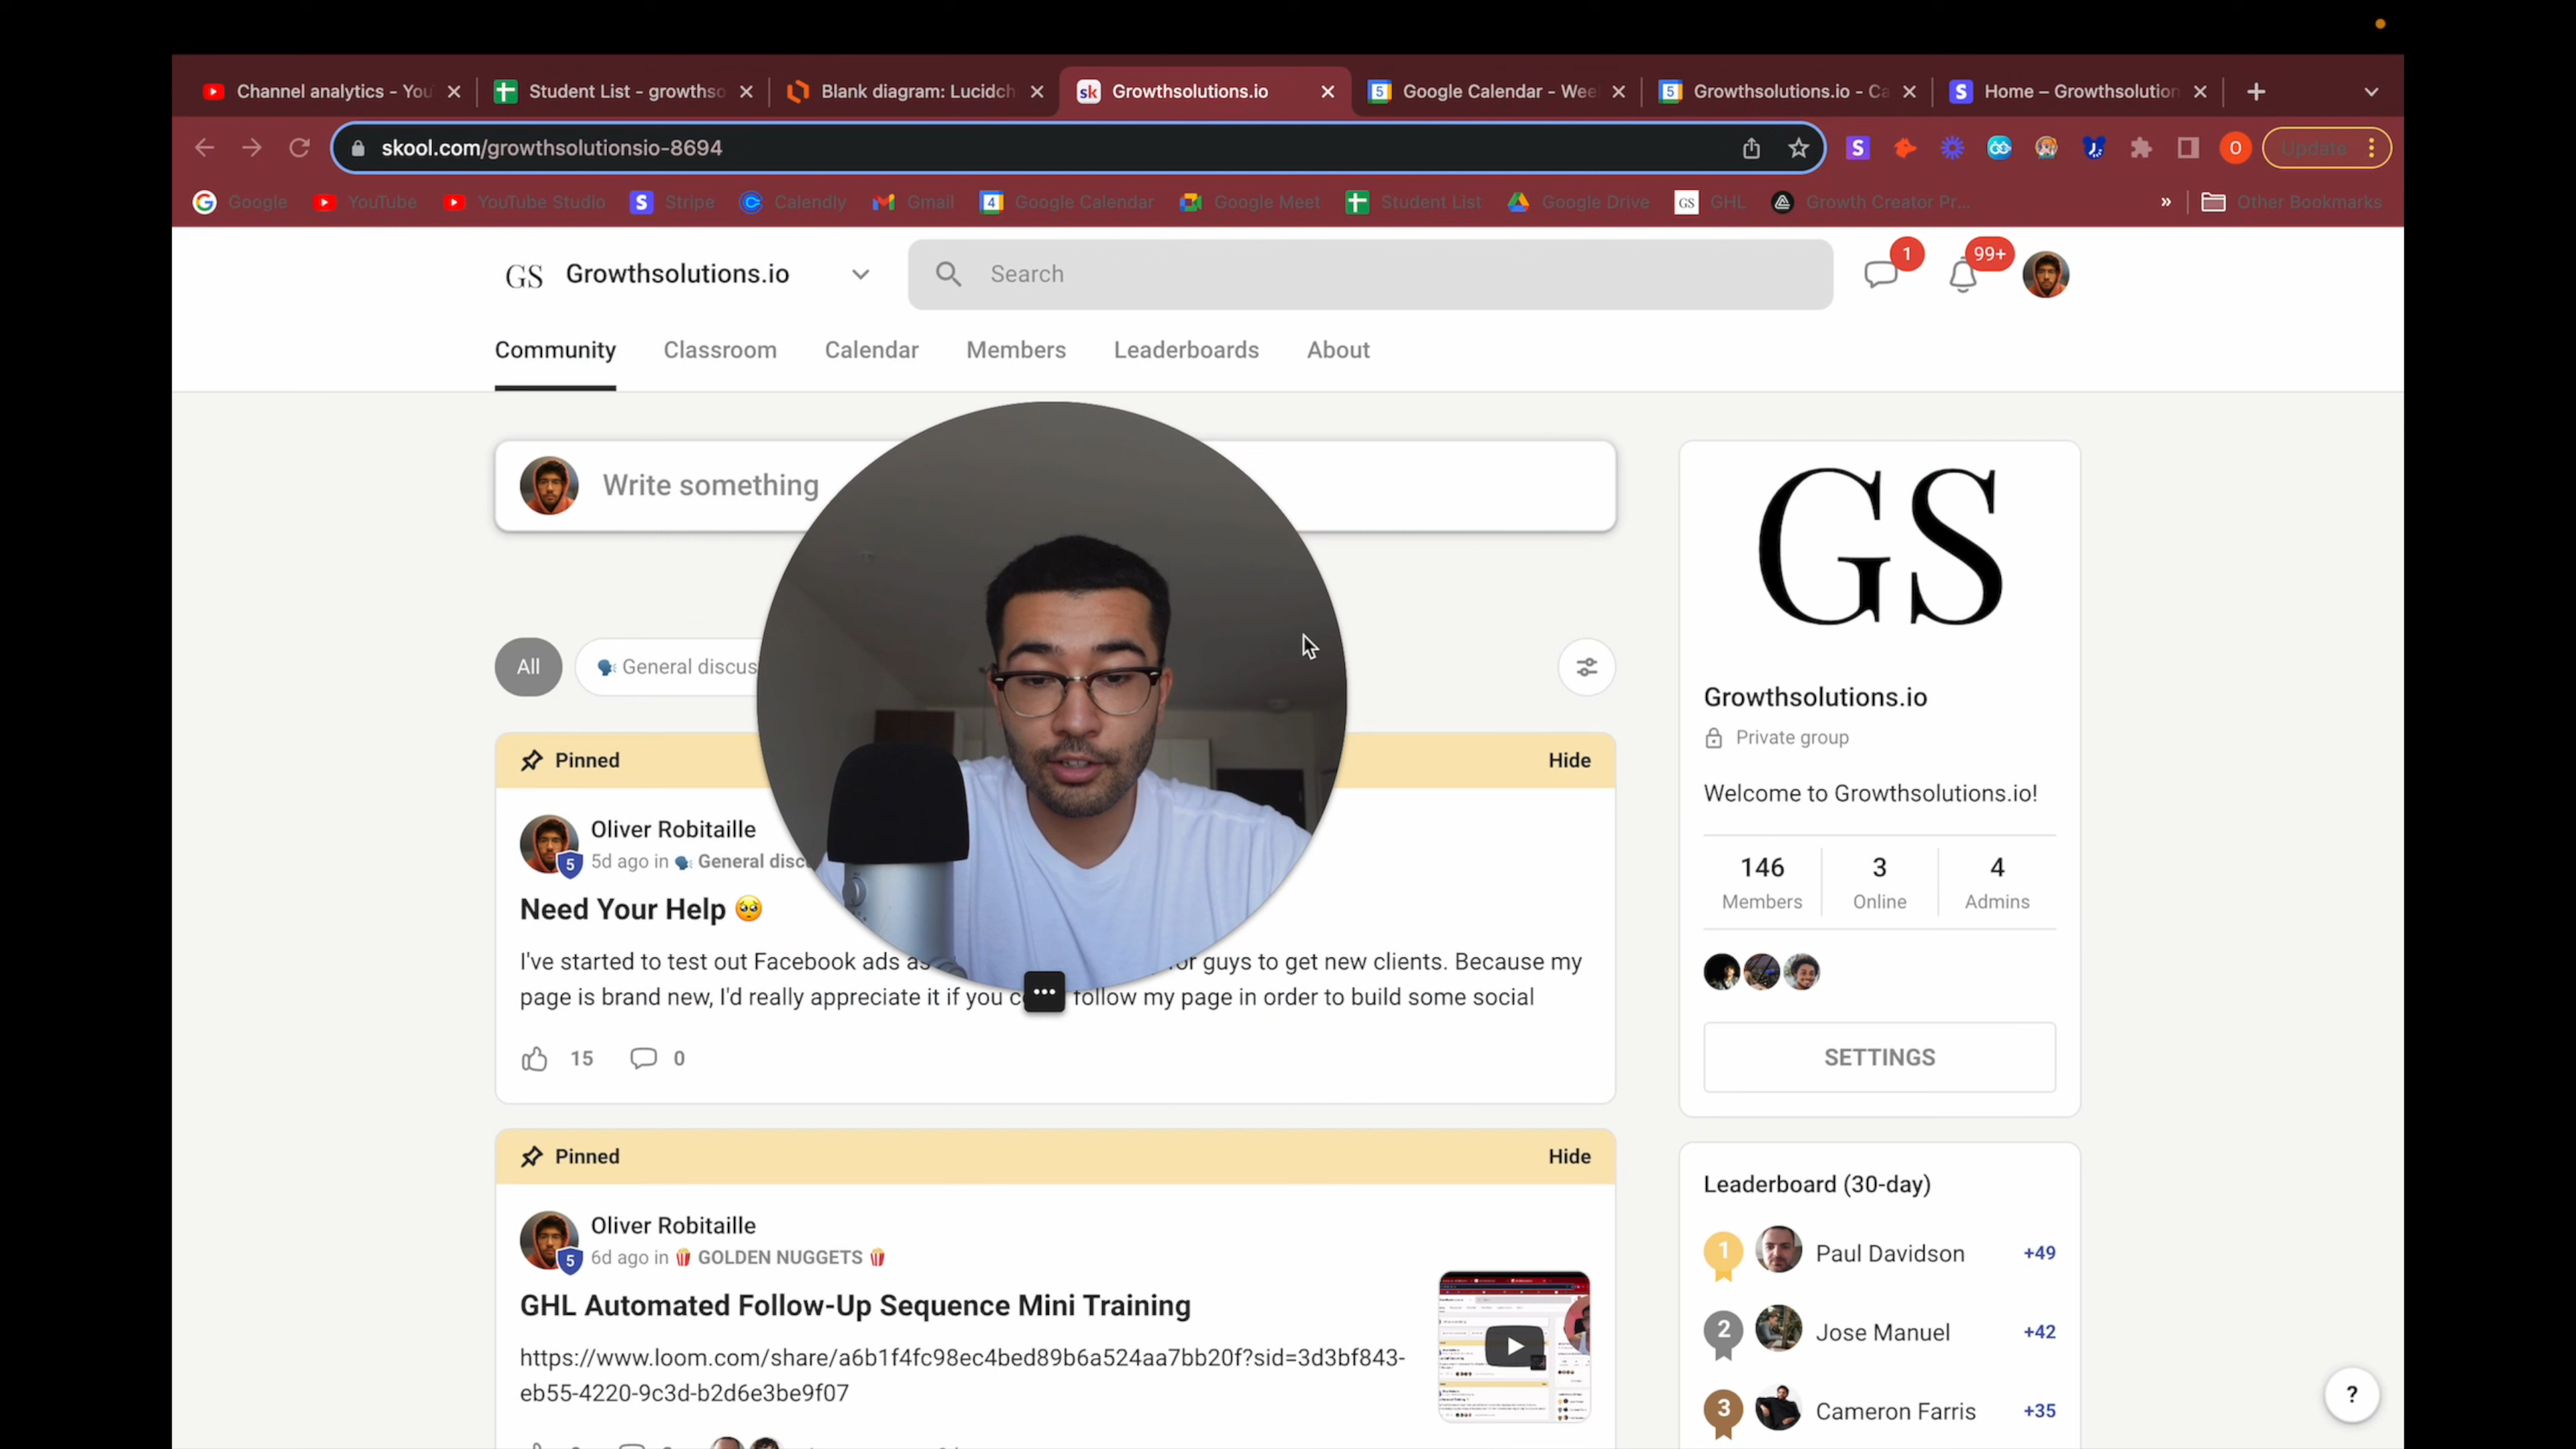 Channel analytics - You
Student List - growthso
Blank diagram: Lucidch
sk
Growthsolutions.io
5
Google Calendar - Wee
5
Growthsolutions.io - Ca
S
Home – Growthsolution
skool.com/growthsolutionsio-8694
S
O
Update
Google
YouTube
YouTube Studio
S
Stripe
Calendly
Gmail
4
Google Calendar
Google Meet
Student List
Google Drive
GS
GHL
Growth Creator Pr...
»
Other Bookmarks
GS
Growthsolutions.io
Search
1
99+
Community
Classroom
Calendar
Members
Leaderboards
About
Write something
All
General discus
Pinned
Hide
Oliver Robitaille
5
5d ago in General disc
Need Your Help
I've started to test out Facebook ads as or guys to get new clients. Because my
page is brand new, I'd really appreciate it if you c follow my page in order to build some social
15
0
Pinned
Hide
Oliver Robitaille
5
6d ago in GOLDEN NUGGETS
GHL Automated Follow-Up Sequence Mini Training
https://www.loom.com/share/a6b1f4fc98ec4bed89b6a524aa7bb20f?sid=3d3bf843-
eb55-4220-9c3d-b2d6e3be9f07
GS
Growthsolutions.io
Private group
Welcome to Growthsolutions.io!
146
Members
3
Online
4
Admins
SETTINGS
Leaderboard (30-day)
1
Paul Davidson
+49
2
Jose Manuel
+42
3
Cameron Farris
+35
?